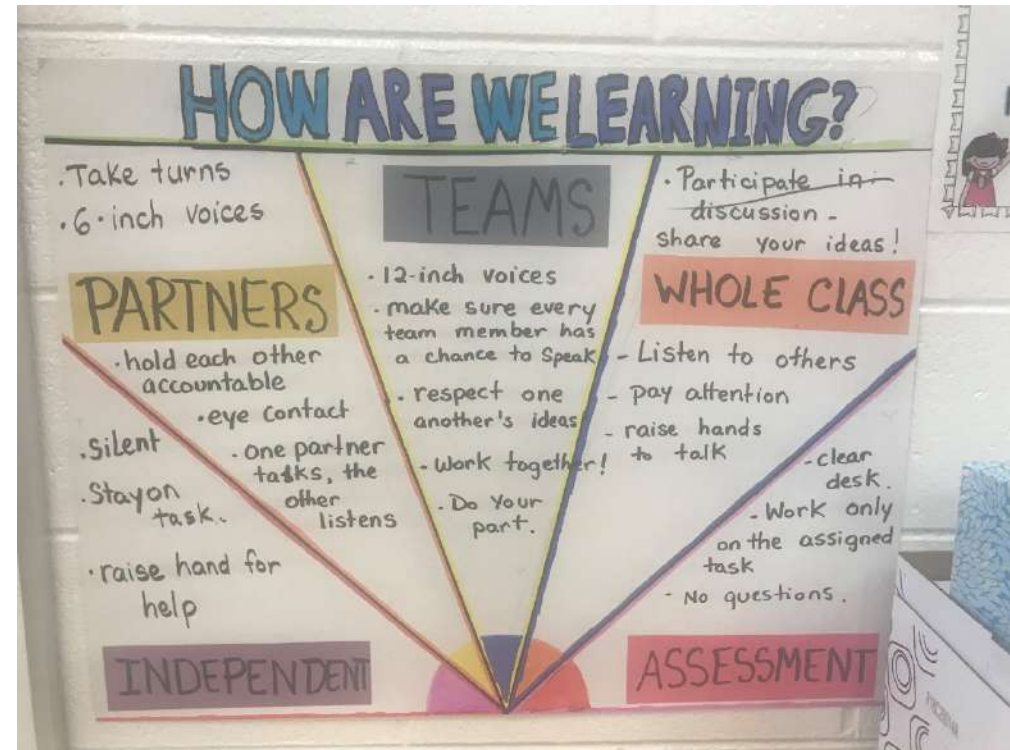 HOW ARE WE LEARNING?
· Take turns
· 6-inch voices
PARTNERS
· hold each other
accountable
· eye contact
· one partner
talks, the
other
listens
TEAMS
· 12-inch voices
· make sure every
team member has
a chance to Speak
· respect one
another's ideas
· Work together!
· Do Your
part.
· Participate in
discussion -
share your ideas!
WHOLE CLASS
- Listen to others
- pay attention
- raise hands
to talk
· Silent
· Stay on
task.
· raise hand for
help
INDEPENDENT
- clear
desk.
- Work only
on the assigned
task
- No questions.
ASSESSMENT